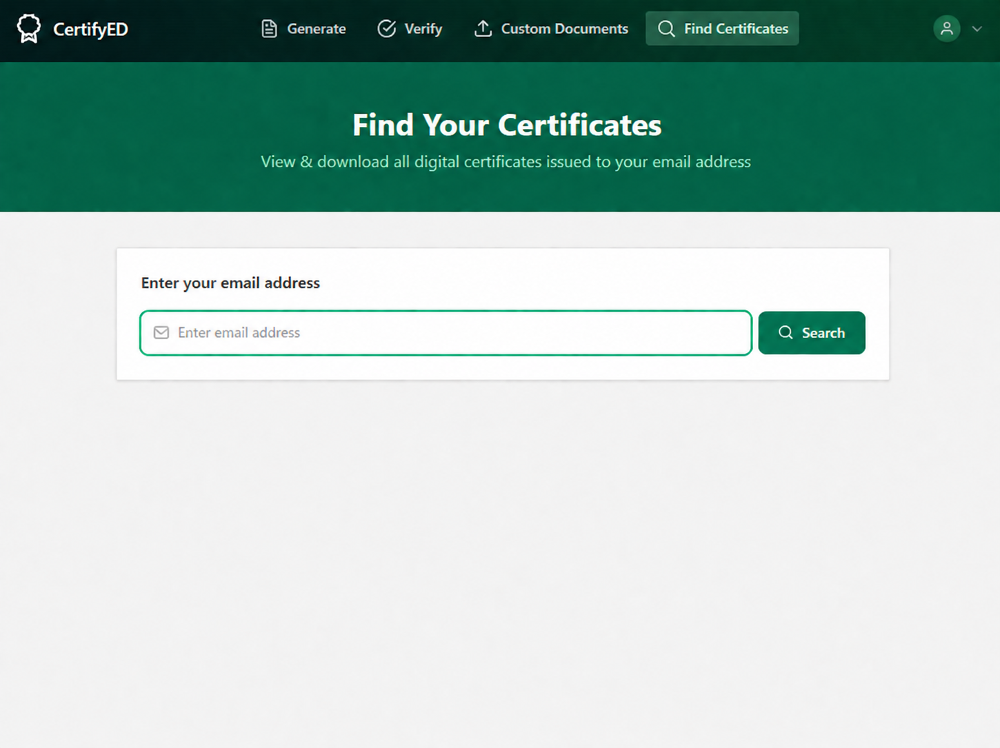 CertifyED
Generate
Verify
Custom Documents
Find Certificates
Find Your Certificates
View & download all digital certificates issued to your email address
Enter your email address
Enter email address
Search